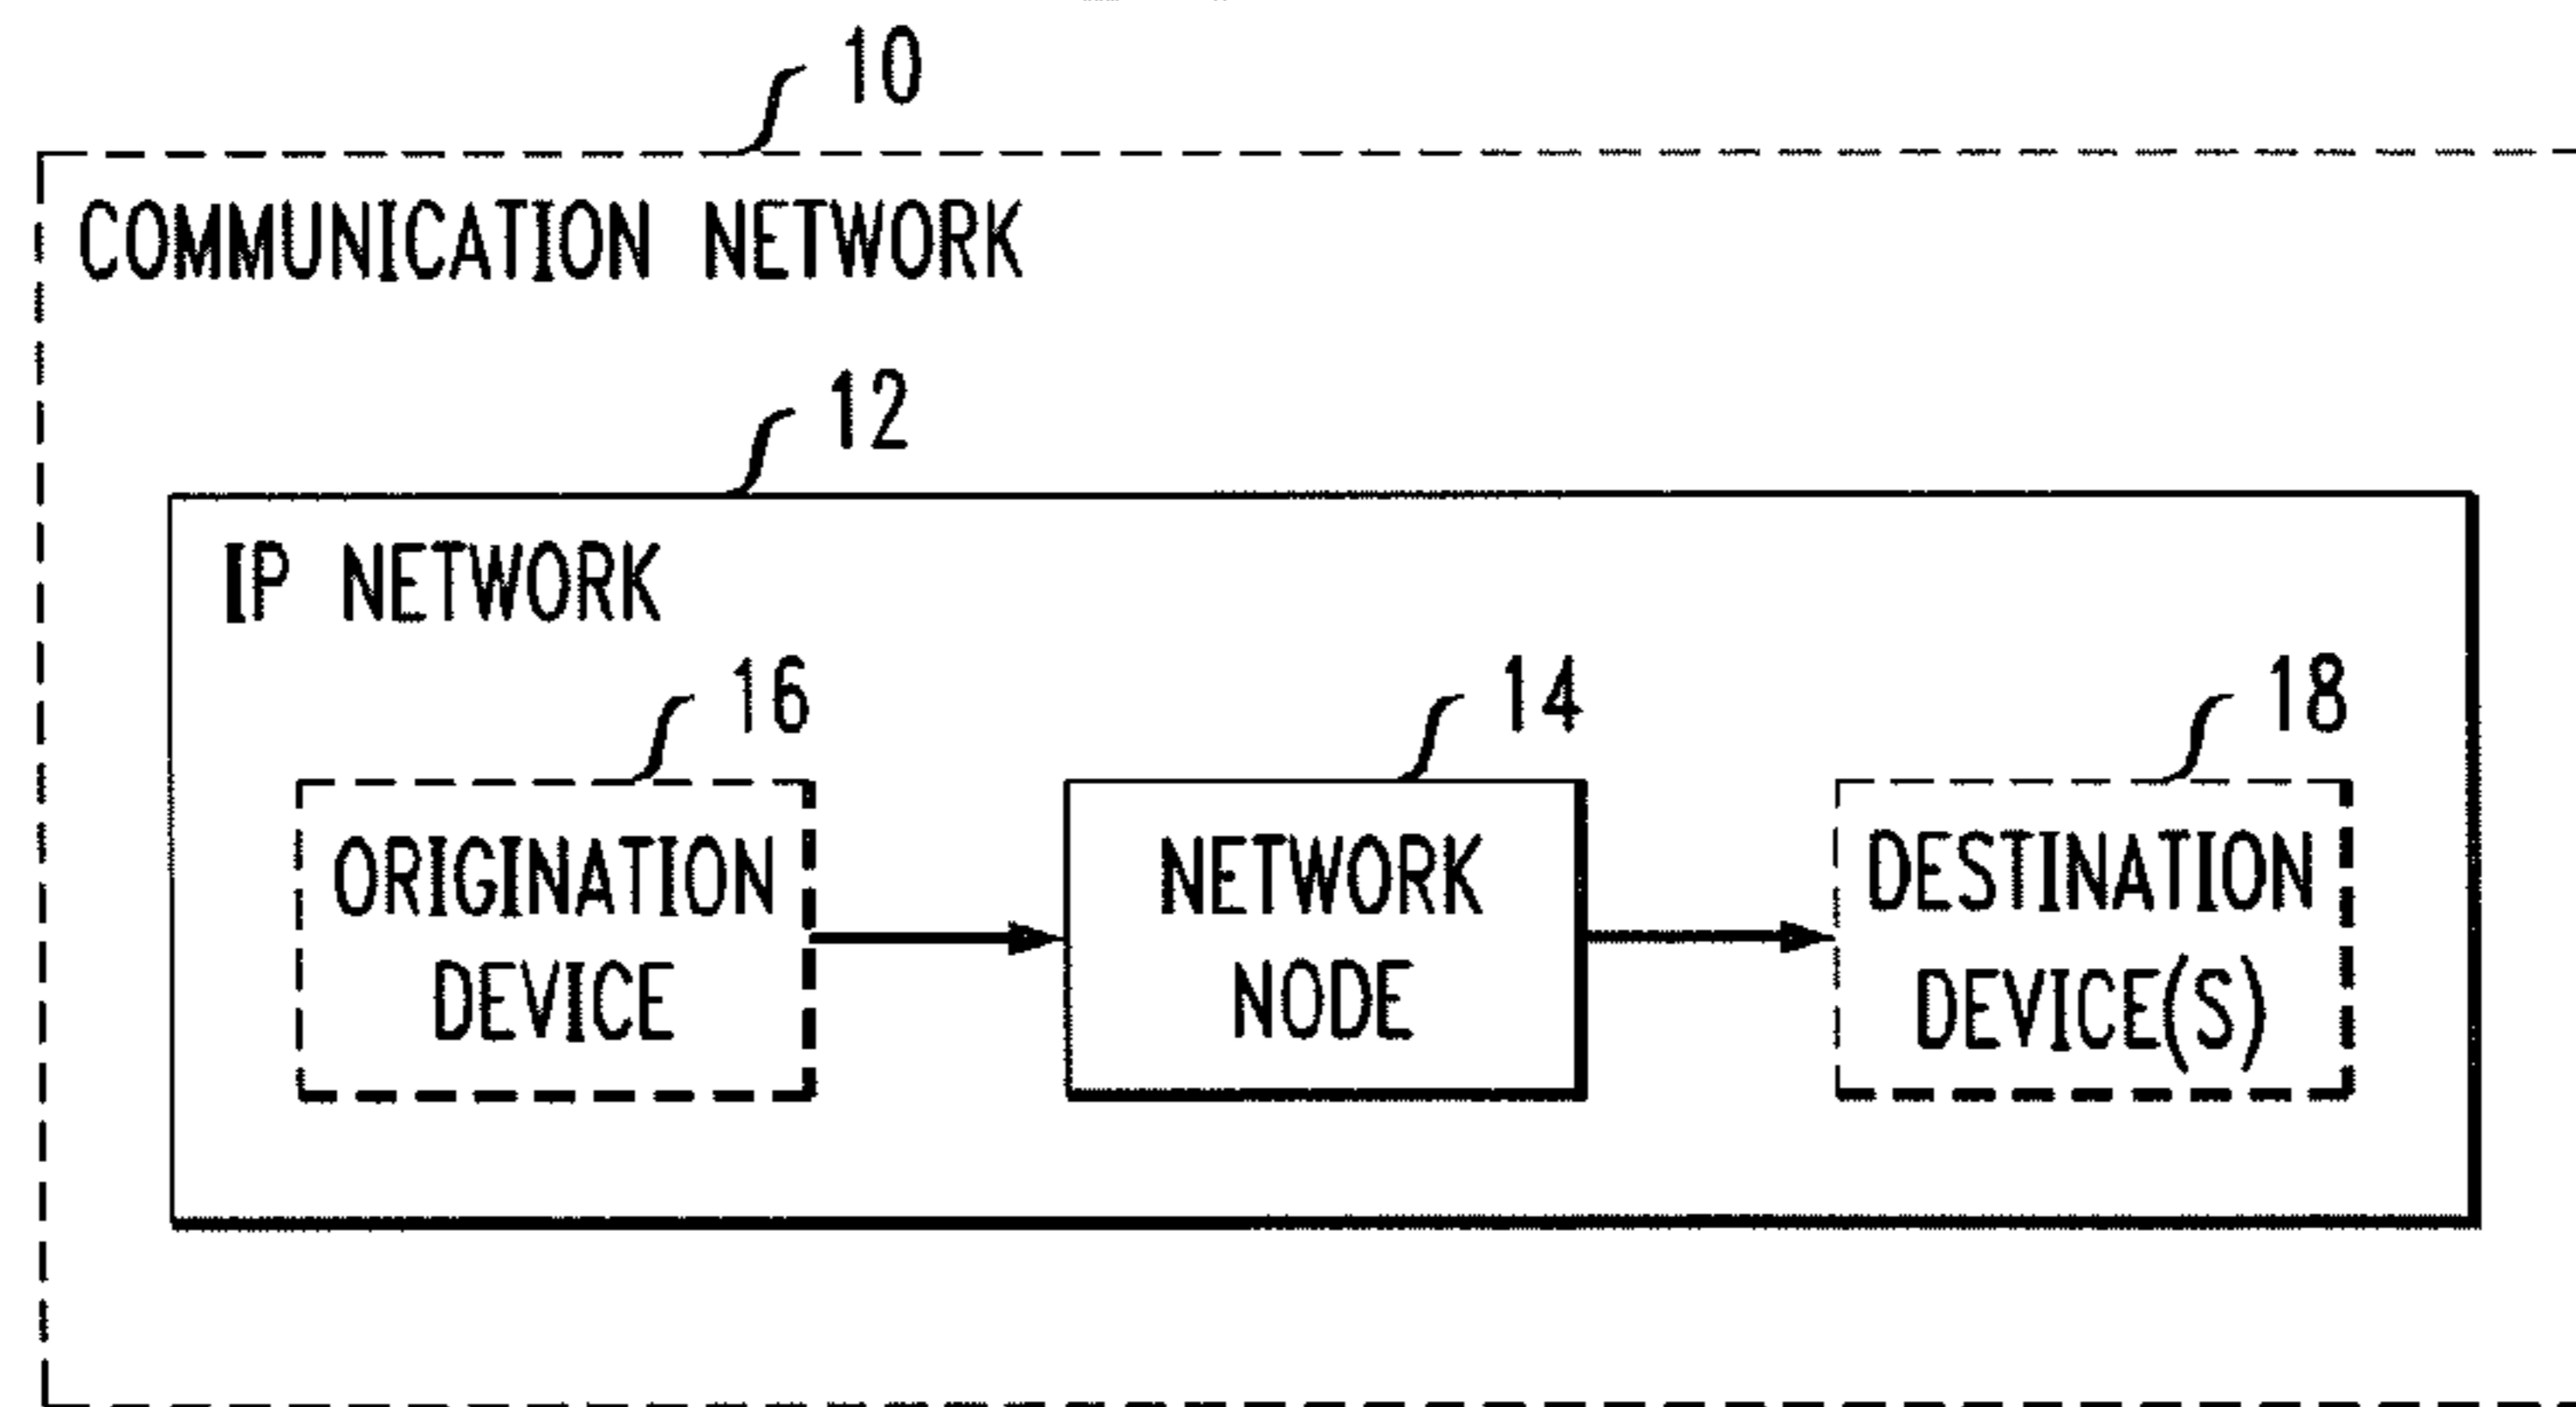 10
COMMUNICATION NETWORK
12
IP NETWORK
16
14
18
ORIGINATION
DEVICE
NETWORK
NODE
DESTINATION
DEVICE(S)